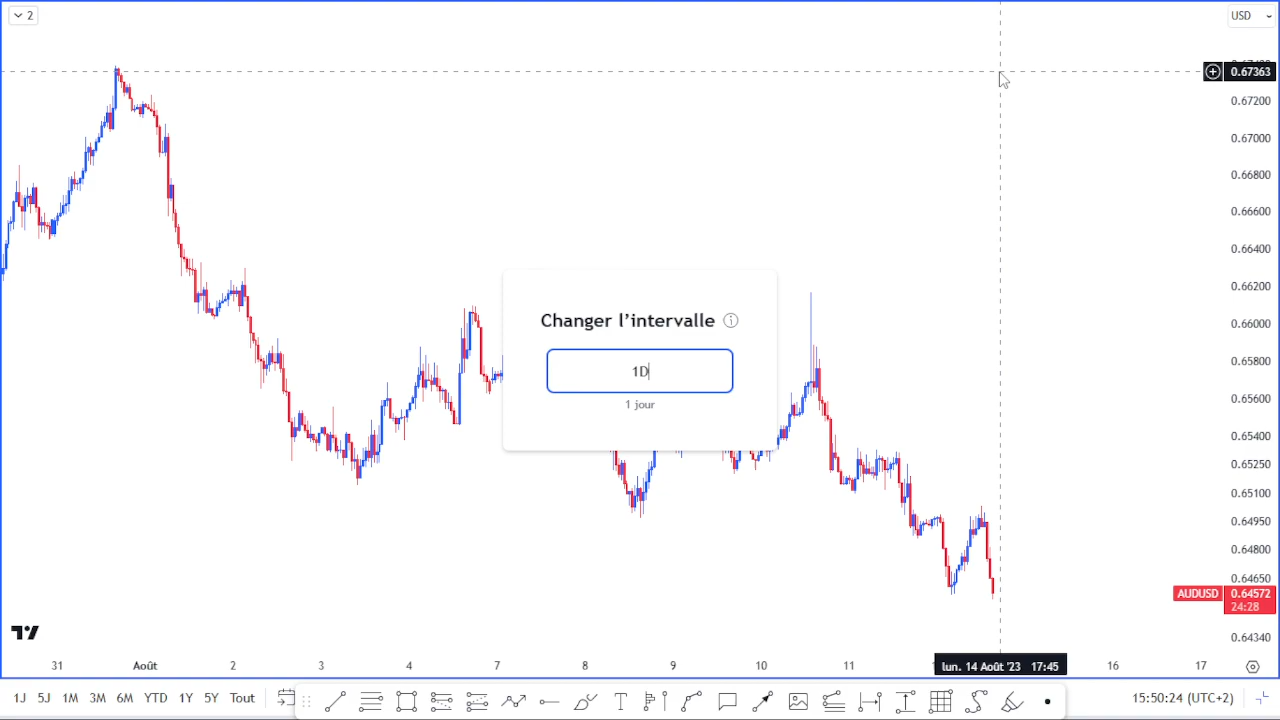 2
USD
0.67363
0.67200
0.67000
0.66800
0.66600
0.66400
0.66200
0.66000
0.65800
0.65600
0.65400
0.65250
0.65100
0.64950
0.64800
0.64650
AUDUSD 0.64572
24:28
0.64340
Changer l'intervalle
1D
1 jour
31 Août 2 3 4 7 8 9 10 11 lun. 14 Août '23 17:45 16 17
1J 5J 1M 3M 6M YTD 1Y 5Y Tout 15:50:24 (UTC+2)